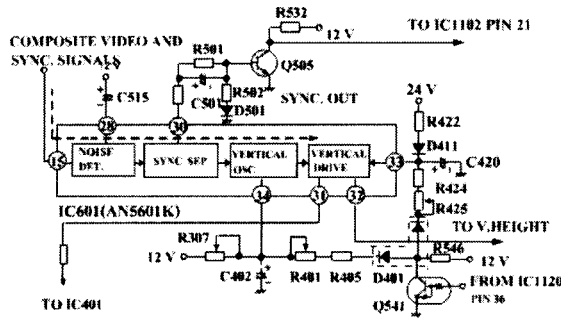 R532
12 V
TO IC1102 PIN 21
COMPOSITE VIDEO AND
SYNC. SIGNALS
R501
Q505
C515
C501
R502
D501
SYNC. OUT
24 V
R422
D411
C420
28
30
15
NOISE
DET.
SYNC SEP
VERTICAL
OSC
VERTICAL
DRIVE
33
R424
R425
34
31
32
IC601(AN5601K)
TO V.HEIGHT
R307
12 V
C402
R401
R405
D401
R546
12 V
Q541
FROM IC1120
PIN 36
TO IC401